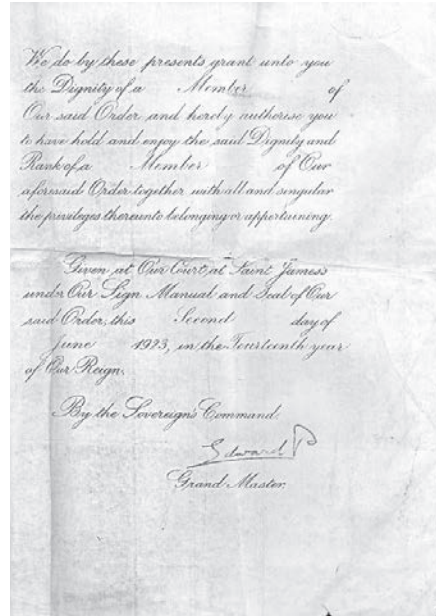 We do by these presents grant unto you
the Dignity of a Member of
Our said Order and hereby authorise you
to have hold and enjoy the said Dignity and
Rank of a Member of Our
aforesaid Order together with all and singular
the privileges thereunto belonging or appertaining.
Given at Our Court at Saint James's
under Our Sign Manual and Seal of Our
said Order, this Second day of
June 1923, in the Fourteenth year
of Our Reign.
By the Sovereign's Command.
Edward P
Grand Master.